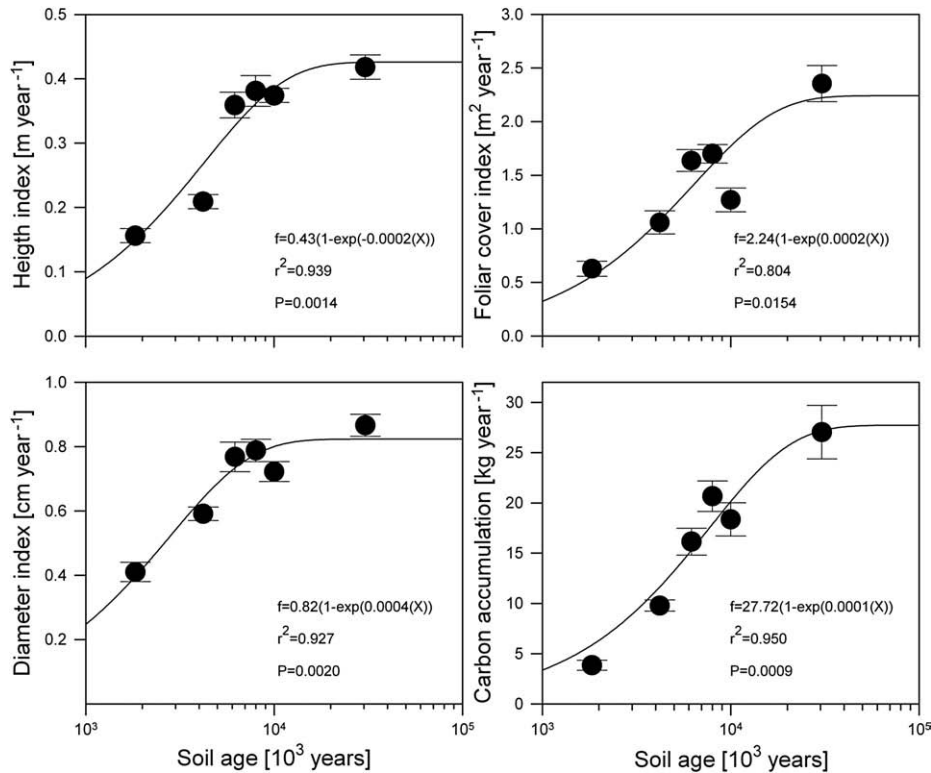 0.5
0.4
0.3
0.2
0.1
0.0
Heigth index [m year⁻¹]
f=0.43(1-exp(-0.0002(X))
r²=0.939
P=0.0014
3.0
2.5
2.0
1.5
1.0
0.5
0.0
Foliar cover index [m² year⁻¹]
f=2.24(1-exp(0.0002(X))
r²=0.804
P=0.0154
1.0
0.8
0.6
0.4
0.2
Diameter index [cm year⁻¹]
f=0.82(1-exp(0.0004(X))
r²=0.927
P=0.0020
10³ 10⁴ 10⁵
Soil age [10³ years]
30
25
20
15
10
5
0
Carbon accumulation [kg year⁻¹]
f=27.72(1-exp(0.0001(X))
r²=0.950
P=0.0009
10³ 10⁴ 10⁵
Soil age [10³ years]